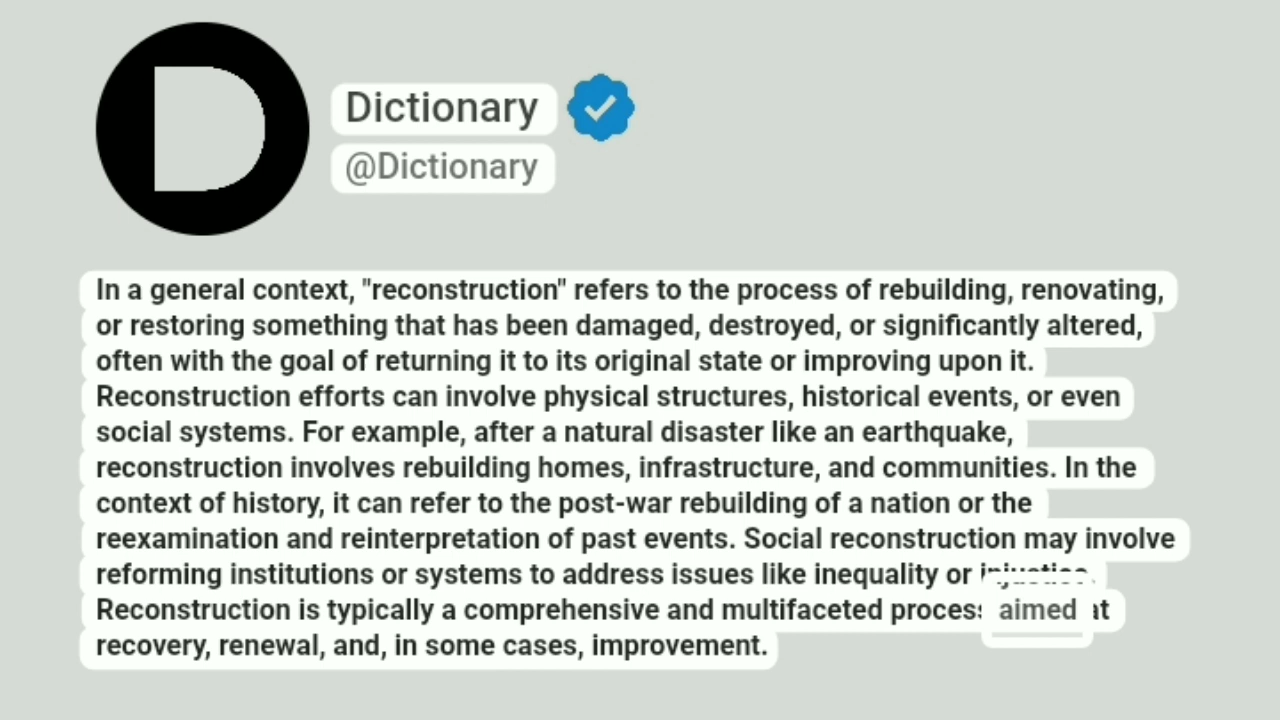 D
Dictionary
@Dictionary
In a general context, "reconstruction" refers to the process of rebuilding, renovating,
or restoring something that has been damaged, destroyed, or significantly altered,
often with the goal of returning it to its original state or improving upon it.
Reconstruction efforts can involve physical structures, historical events, or even
social systems. For example, after a natural disaster like an earthquake,
reconstruction involves rebuilding homes, infrastructure, and communities. In the
context of history, it can refer to the post-war rebuilding of a nation or the
reexamination and reinterpretation of past events. Social reconstruction may involve
reforming institutions or systems to address issues like inequality or injustice.
Reconstruction is typically a comprehensive and multifaceted process aimed at
recovery, renewal, and, in some cases, improvement.